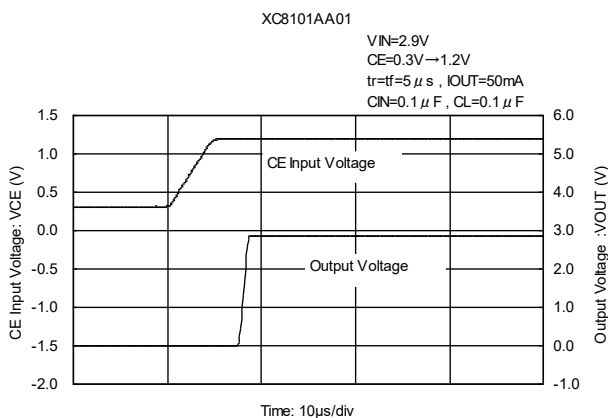 XC8101AA01
VIN=2.9V
CE=0.3V→1.2V
tr=tf=5μs , IOUT=50mA
CIN=0.1μF , CL=0.1μF
CE Input Voltage: VCE (V)
1.5
1.0
0.5
0.0
-0.5
-1.0
-1.5
-2.0
CE Input Voltage
Output Voltage
6.0
5.0
4.0
3.0
2.0
1.0
0.0
-1.0
Output Voltage :VOUT (V)
Time: 10μs/div